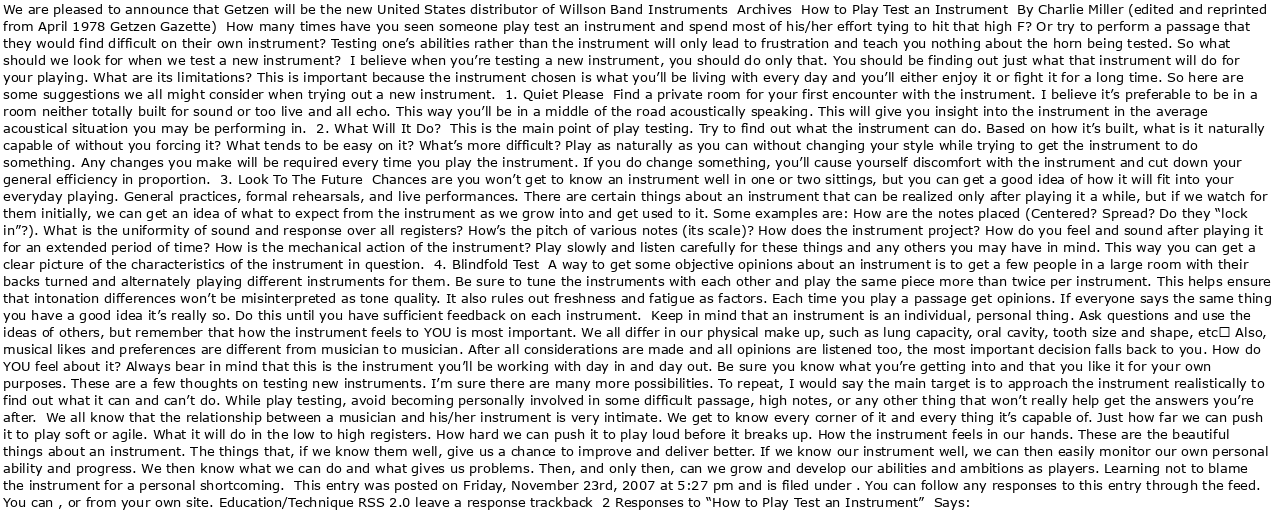 We are pleased to announce that Getzen will be the new United States distributor of Willson Band Instruments  Archives  How to Play Test an Instrument  By Charlie Miller (edited and reprinted
from April 1978 Getzen Gazette)  How many times have you seen someone play test an instrument and spend most of his/her effort tying to hit that high F? Or try to perform a passage that
they would find difficult on their own instrument? Testing one's abilities rather than the instrument will only lead to frustration and teach you nothing about the horn being tested. So what
should we look for when we test a new instrument?  I believe when you're testing a new instrument, you should do only that. You should be finding out just what that instrument will do for
your playing. What are its limitations? This is important because the instrument chosen is what you'll be living with every day and you'll either enjoy it or fight it for a long time. So here are
some suggestions we all might consider when trying out a new instrument.  1. Quiet Please  Find a private room for your first encounter with the instrument. I believe it's preferable to be in a
room neither totally built for sound or too live and all echo. This way you'll be in a middle of the road acoustically speaking. This will give you insight into the instrument in the average
acoustical situation you may be performing in.  2. What Will It Do?  This is the main point of play testing. Try to find out what the instrument can do. Based on how it's built, what is it naturally
capable of without you forcing it? What tends to be easy on it? What's more difficult? Play as naturally as you can without changing your style while trying to get the instrument to do
something. Any changes you make will be required every time you play the instrument. If you do change something, you'll cause yourself discomfort with the instrument and cut down your
general efficiency in proportion.  3. Look To The Future  Chances are you won't get to know an instrument well in one or two sittings, but you can get a good idea of how it will fit into your
everyday playing. General practices, formal rehearsals, and live performances. There are certain things about an instrument that can be realized only after playing it a while, but if we watch for
them initially, we can get an idea of what to expect from the instrument as we grow into and get used to it. Some examples are: How are the notes placed (Centered? Spread? Do they "lock
in"?). What is the uniformity of sound and response over all registers? How's the pitch of various notes (its scale)? How does the instrument project? How do you feel and sound after playing it
for an extended period of time? How is the mechanical action of the instrument? Play slowly and listen carefully for these things and any others you may have in mind. This way you can get a
clear picture of the characteristics of the instrument in question.  4. Blindfold Test  A way to get some objective opinions about an instrument is to get a few people in a large room with their
backs turned and alternately playing different instruments for them. Be sure to tune the instruments with each other and play the same piece more than twice per instrument. This helps ensure
that intonation differences won't be misinterpreted as tone quality. It also rules out freshness and fatigue as factors. Each time you play a passage get opinions. If everyone says the same thing
you have a good idea it's really so. Do this until you have sufficient feedback on each instrument.  Keep in mind that an instrument is an individual, personal thing. Ask questions and use the
ideas of others, but remember that how the instrument feels to YOU is most important. We all differ in our physical make up, such as lung capacity, oral cavity, tooth size and shape, etc□ Also,
musical likes and preferences are different from musician to musician. After all considerations are made and all opinions are listened too, the most important decision falls back to you. How do
YOU feel about it? Always bear in mind that this is the instrument you'll be working with day in and day out. Be sure you know what you're getting into and that you like it for your own
purposes. These are a few thoughts on testing new instruments. I'm sure there are many more possibilities. To repeat, I would say the main target is to approach the instrument realistically to
find out what it can and can't do. While play testing, avoid becoming personally involved in some difficult passage, high notes, or any other thing that won't really help get the answers you're
after.  We all know that the relationship between a musician and his/her instrument is very intimate. We get to know every corner of it and every thing it's capable of. Just how far we can push
it to play soft or agile. What it will do in the low to high registers. How hard we can push it to play loud before it breaks up. How the instrument feels in our hands. These are the beautiful
things about an instrument. The things that, if we know them well, give us a chance to improve and deliver better. If we know our instrument well, we can then easily monitor our own personal
ability and progress. We then know what we can do and what gives us problems. Then, and only then, can we grow and develop our abilities and ambitions as players. Learning not to blame
the instrument for a personal shortcoming.  This entry was posted on Friday, November 23rd, 2007 at 5:27 pm and is filed under . You can follow any responses to this entry through the feed.
You can , or from your own site. Education/Technique RSS 2.0 leave a response trackback  2 Responses to "How to Play Test an Instrument"  Says: